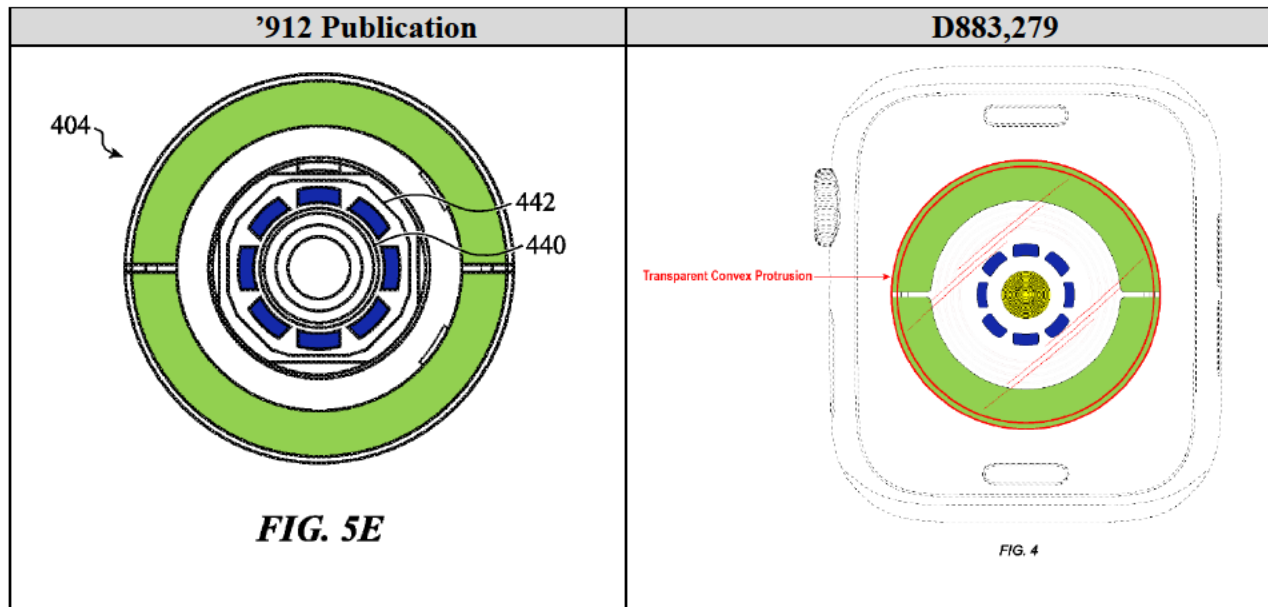 ’912 Publication
D883,279
404
442
440
Transparent Convex Protrusion
FIG. 5E
FIG. 4